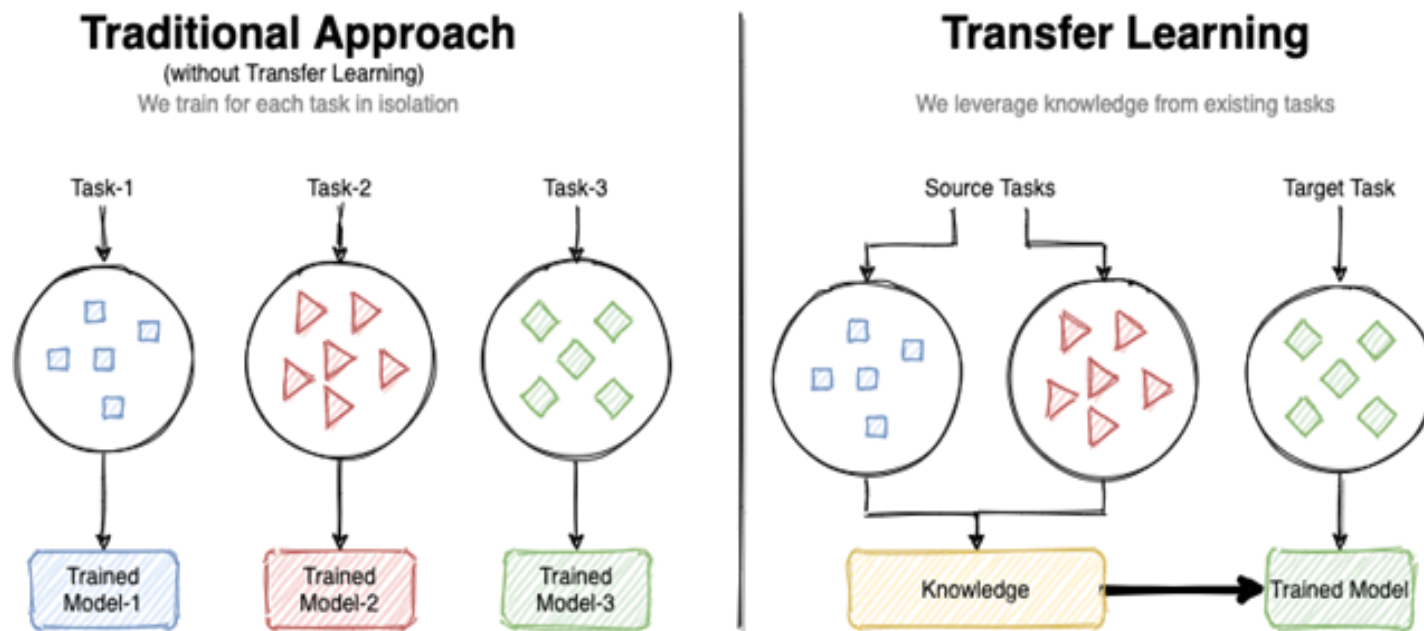 Traditional Approach
(without Transfer Learning)
We train for each task in isolation
Task-1
Task-2
Task-3
Trained
Model-1
Trained
Model-2
Trained
Model-3
Transfer Learning
We leverage knowledge from existing tasks
Source Tasks
Target Task
Knowledge
Trained Model